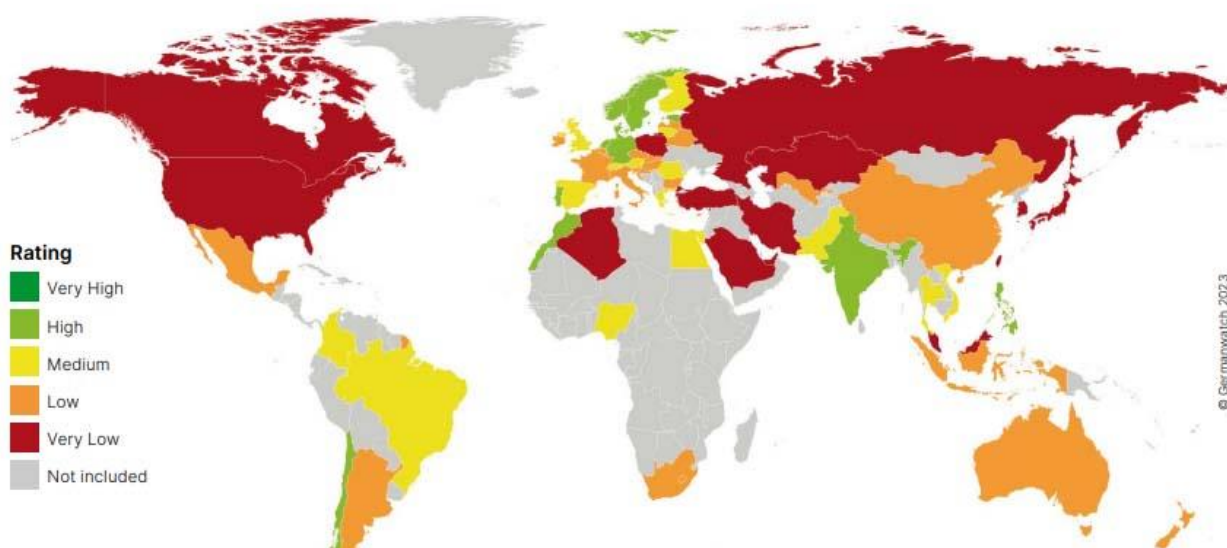 Rating
Very High
High
Medium
Low
Very Low
Not included
© Germanwatch 2023